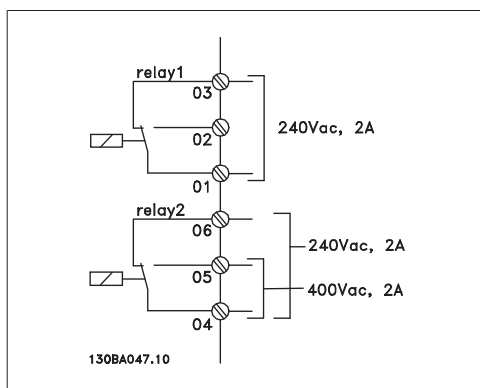 relay1
03
02
240Vac, 2A
01
relay2
06
240Vac, 2A
05
400Vac, 2A
04
130BA047.10